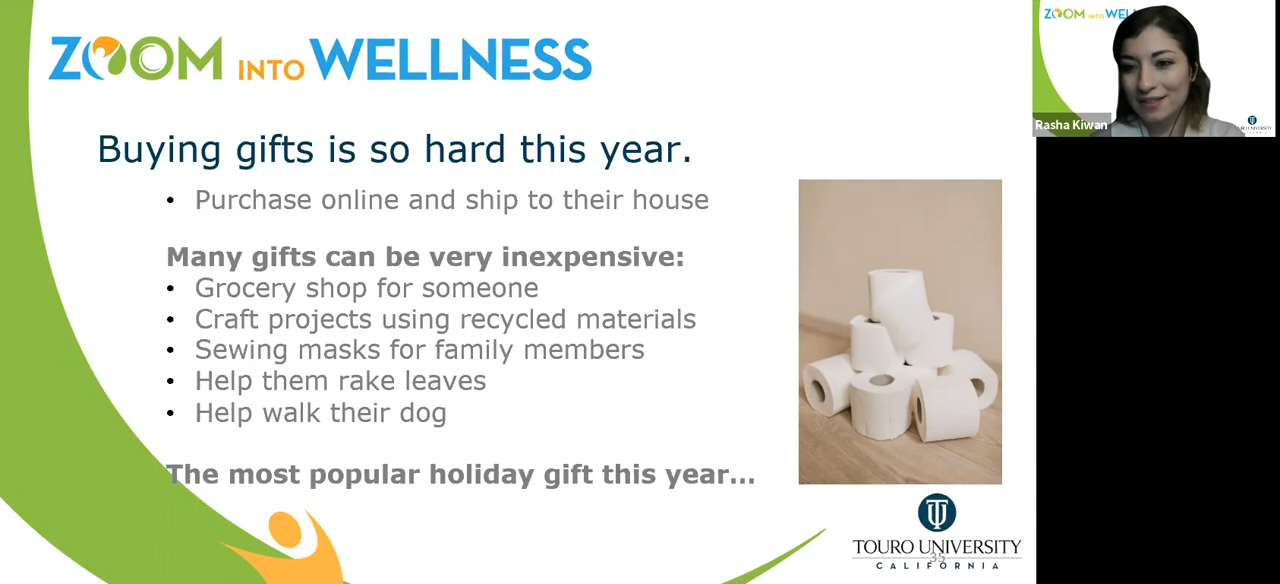 ZOOM INTO WELLNESS
Buying gifts is so hard this year.
• Purchase online and ship to their house
Many gifts can be very inexpensive:
• Grocery shop for someone
• Craft projects using recycled materials
• Sewing masks for family members
• Help them rake leaves
• Help walk their dog
The most popular holiday gift this year...
TOURO UNIVERSITY
35
CALIFORNIA
ZOOM INTO WEL
Rasha Kiwan
UNIVERSITY